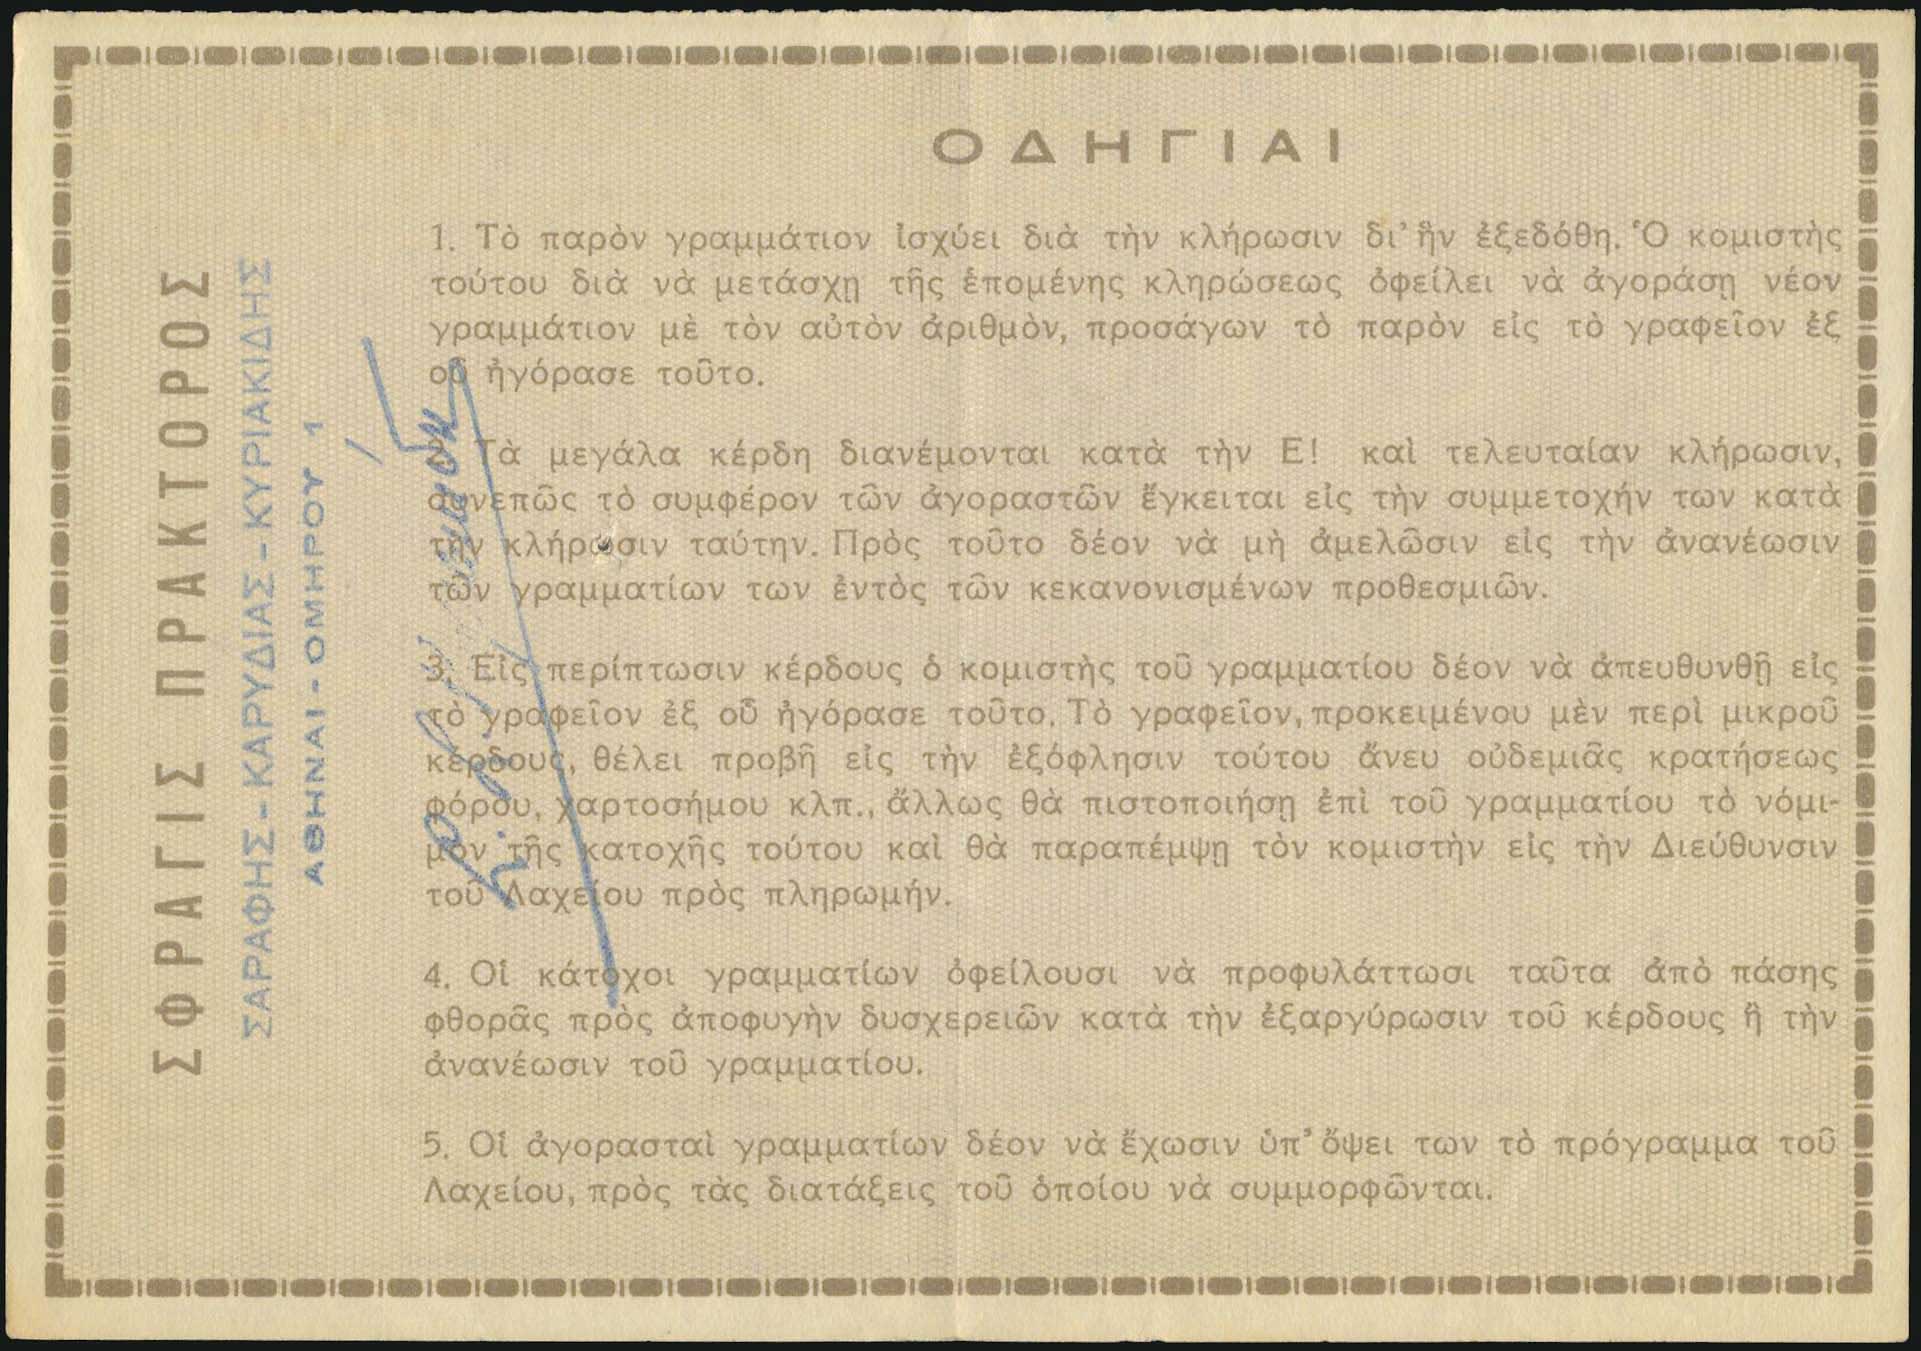 ΟΔΗΓΙΑΙ
1. Τὸ παρὸν γραμμάτιον ἰσχύει διὰ τὴν κλήρωσιν δι' ἣν ἐξεδόθη. Ὁ κομιστὴς
τούτου διὰ νὰ μετάσχῃ τῆς ἑπομένης κληρώσεως ὀφείλει νὰ ἀγοράσῃ νέον
γραμμάτιον μὲ τὸν αὐτὸν ἀριθμὸν, προσάγων τὸ παρὸν εἰς τὸ γραφεῖον ἐξ
οὗ ἠγόρασε τοῦτο.
2. Τὰ μεγάλα κέρδη διανέμονται κατὰ τὴν Ε! καὶ τελευταίαν κλήρωσιν,
συνεπῶς τὸ συμφέρον τῶν ἀγοραστῶν ἔγκειται εἰς τὴν συμμετοχήν των κατὰ
τὴν κλήρωσιν ταύτην. Πρὸς τοῦτο δέον νὰ μὴ ἀμελῶσιν εἰς τὴν ἀνανέωσιν
τῶν γραμματίων των ἐντὸς τῶν κεκανονισμένων προθεσμιῶν.
3. Εἰς περίπτωσιν κέρδους ὁ κομιστὴς τοῦ γραμματίου δέον νὰ ἀπευθυνθῇ εἰς
τὸ γραφεῖον ἐξ οὗ ἠγόρασε τοῦτο. Τὸ γραφεῖον, προκειμένου μὲν περὶ μικροῦ
κέρδους, θέλει προβῆ εἰς τὴν ἐξόφλησιν τούτου ἄνευ οὐδεμιᾶς κρατήσεως
φόρου, χαρτοσήμου κλπ., ἄλλως θὰ πιστοποιήσῃ ἐπὶ τοῦ γραμματίου τὸ νόμι-
μον τῆς κατοχῆς τούτου καὶ θὰ παραπέμψῃ τὸν κομιστὴν εἰς τὴν Διεύθυνσιν
τοῦ Λαχείου πρὸς πληρωμήν.
4. Οἱ κάτοχοι γραμματίων ὀφείλουσι νὰ προφυλάττωσι ταῦτα ἀπὸ πάσης
φθορᾶς πρὸς ἀποφυγὴν δυσχερειῶν κατὰ τὴν ἐξαργύρωσιν τοῦ κέρδους ἢ τὴν
ἀνανέωσιν τοῦ γραμματίου.
5. Οἱ ἀγορασταὶ γραμματίων δέον νὰ ἔχωσιν ὑπ' ὄψει των τὸ πρόγραμμα τοῦ
Λαχείου, πρὸς τὰς διατάξεις τοῦ ὁποίου νὰ συμμορφῶνται.
ΣΦΡΑΓΙΣ ΠΡΑΚΤΟΡΟΣ
ΣΑΡΑΦΗΣ-ΚΑΡΥΔΙΑΣ-ΚΥΡΙΑΚΙΔΗΣ
ΑΘΗΝΑΙ - ΟΜΗΡΟΥ 1